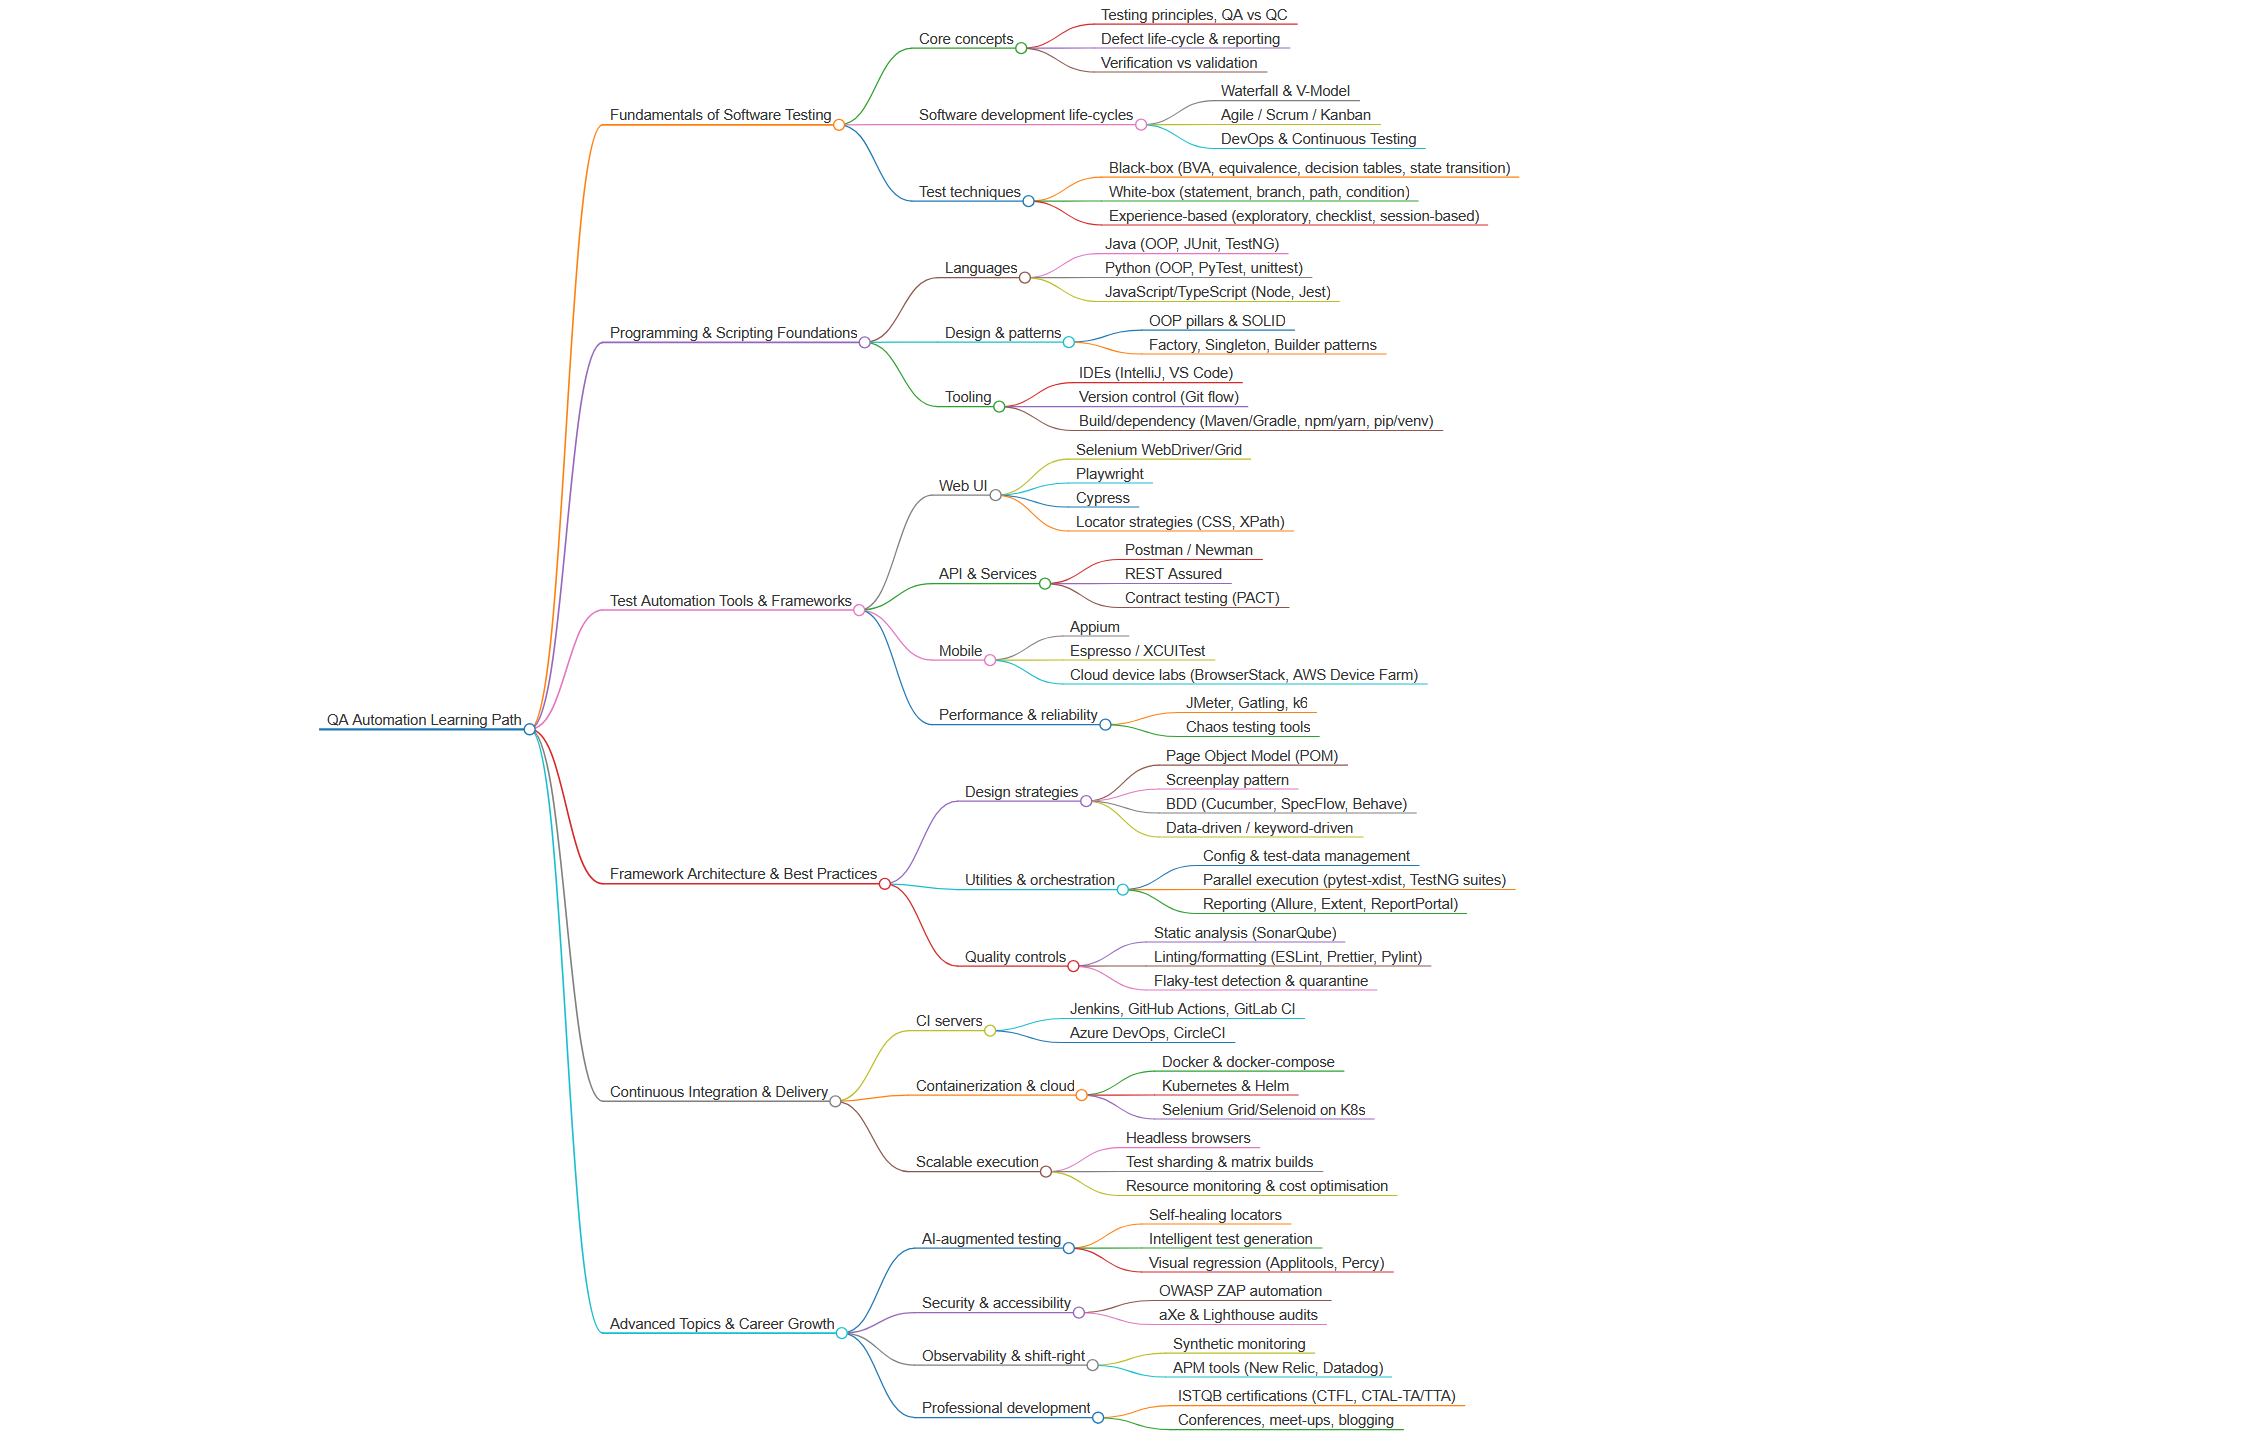 QA Automation Learning Path
Fundamentals of Software Testing
Core concepts
Testing principles, QA vs QC
Defect life-cycle & reporting
Verification vs validation
Software development life-cycles
Waterfall & V-Model
Agile / Scrum / Kanban
DevOps & Continuous Testing
Test techniques
Black-box (BVA, equivalence, decision tables, state transition)
White-box (statement, branch, path, condition)
Experience-based (exploratory, checklist, session-based)
Programming & Scripting Foundations
Languages
Java (OOP, JUnit, TestNG)
Python (OOP, PyTest, unittest)
JavaScript/TypeScript (Node, Jest)
Design & patterns
OOP pillars & SOLID
Factory, Singleton, Builder patterns
Tooling
IDEs (IntelliJ, VS Code)
Version control (Git flow)
Build/dependency (Maven/Gradle, npm/yarn, pip/venv)
Test Automation Tools & Frameworks
Web UI
Selenium WebDriver/Grid
Playwright
Cypress
Locator strategies (CSS, XPath)
API & Services
Postman / Newman
REST Assured
Contract testing (PACT)
Mobile
Appium
Espresso / XCUITest
Cloud device labs (BrowserStack, AWS Device Farm)
Performance & reliability
JMeter, Gatling, k6
Chaos testing tools
Framework Architecture & Best Practices
Design strategies
Page Object Model (POM)
Screenplay pattern
BDD (Cucumber, SpecFlow, Behave)
Data-driven / keyword-driven
Utilities & orchestration
Config & test-data management
Parallel execution (pytest-xdist, TestNG suites)
Reporting (Allure, Extent, ReportPortal)
Quality controls
Static analysis (SonarQube)
Linting/formatting (ESLint, Prettier, Pylint)
Flaky-test detection & quarantine
Continuous Integration & Delivery
CI servers
Jenkins, GitHub Actions, GitLab CI
Azure DevOps, CircleCI
Containerization & cloud
Docker & docker-compose
Kubernetes & Helm
Selenium Grid/Selenoid on K8s
Scalable execution
Headless browsers
Test sharding & matrix builds
Resource monitoring & cost optimisation
Advanced Topics & Career Growth
AI-augmented testing
Self-healing locators
Intelligent test generation
Visual regression (Applitools, Percy)
Security & accessibility
OWASP ZAP automation
aXe & Lighthouse audits
Observability & shift-right
Synthetic monitoring
APM tools (New Relic, Datadog)
Professional development
ISTQB certifications (CTFL, CTAL-TA/TTA)
Conferences, meet-ups, blogging